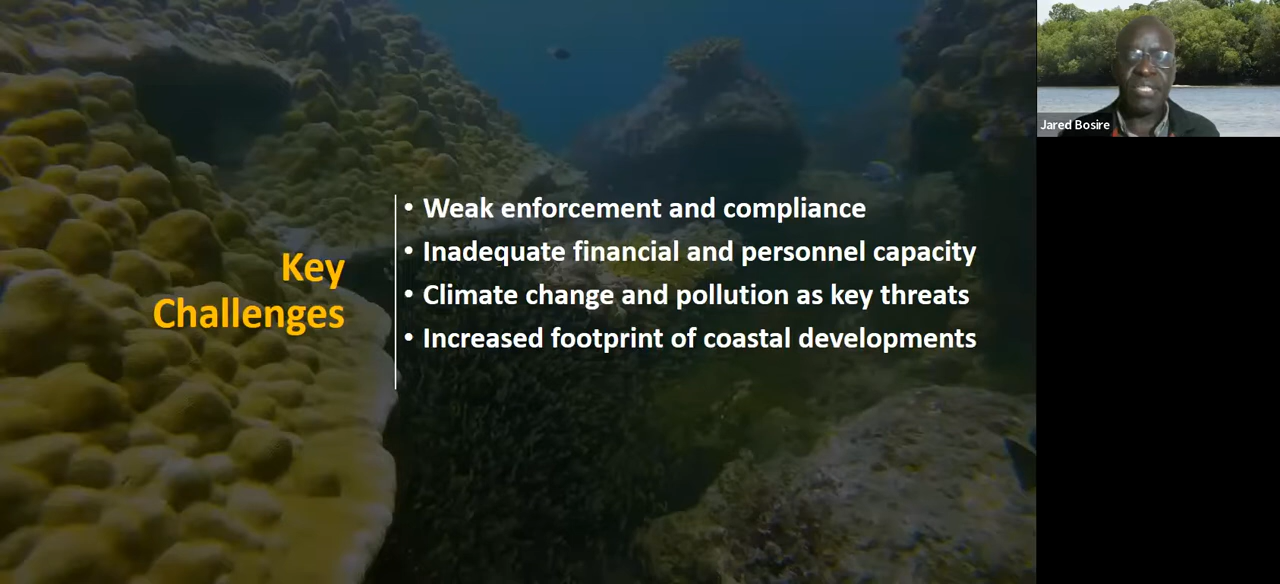 Key
Challenges
• Weak enforcement and compliance
• Inadequate financial and personnel capacity
• Climate change and pollution as key threats
• Increased footprint of coastal developments
Jared Bosire